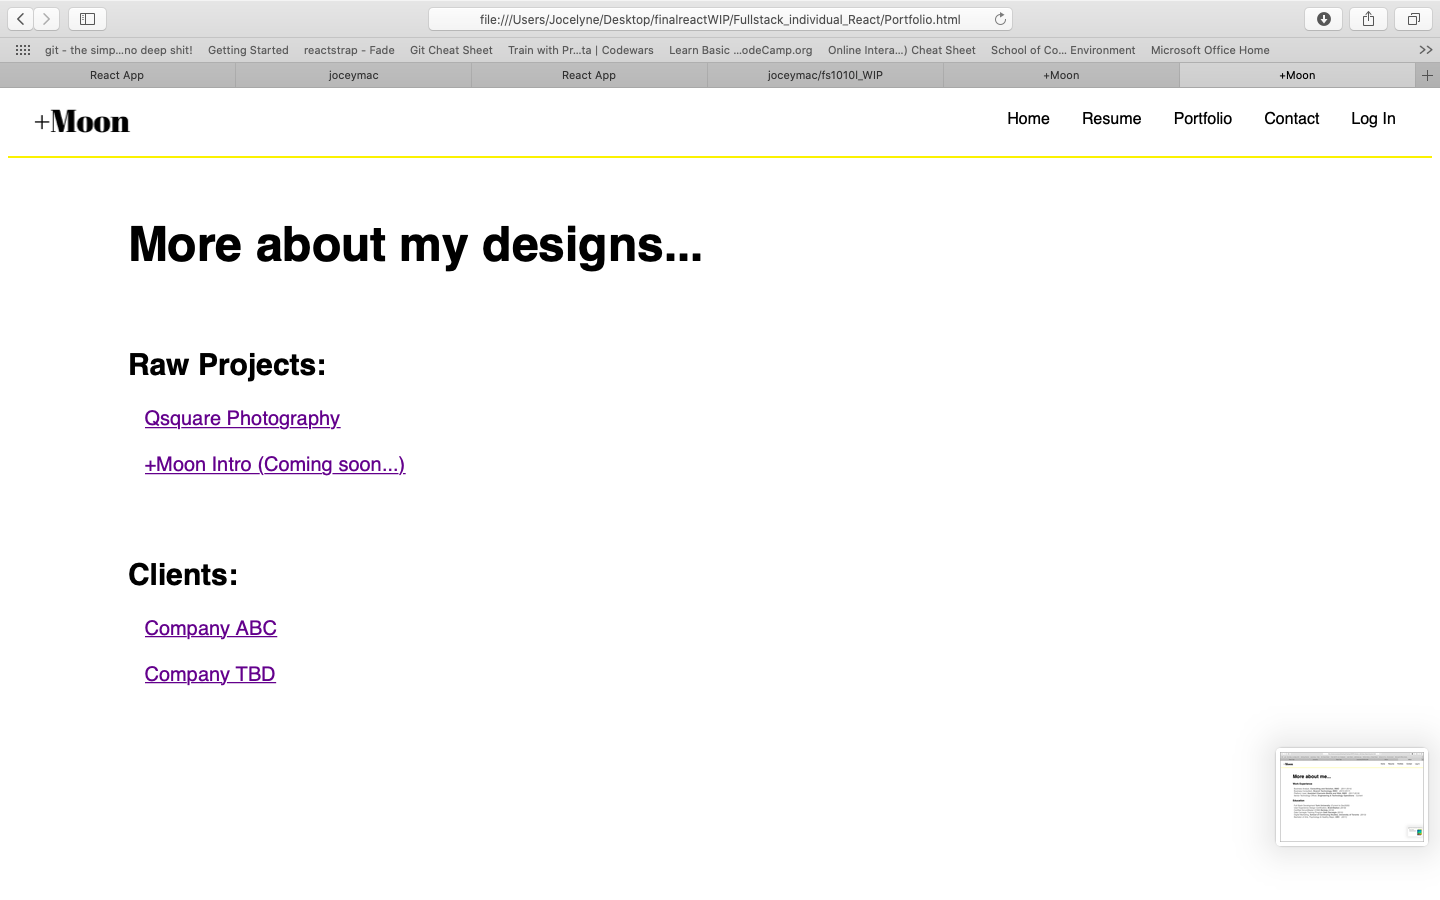 file:///Users/Jocelyne/Desktop/finalreactWIP/Fullstack_individual_React/Portfolio.html
git - the simp...no deep shit! Getting Started reactstrap - Fade Git Cheat Sheet Train with Pr...ta | Codewars Learn Basic ...odeCamp.org Online Intera...) Cheat Sheet School of Co... Environment Microsoft Office Home >>
React App joceymac React App joceymac/fs1010l_WIP +Moon +Moon +
+Moon Home Resume Portfolio Contact Log In
More about my designs...
Raw Projects:
Qsquare Photography
+Moon Intro (Coming soon...)
Clients:
Company ABC
Company TBD
More about me...